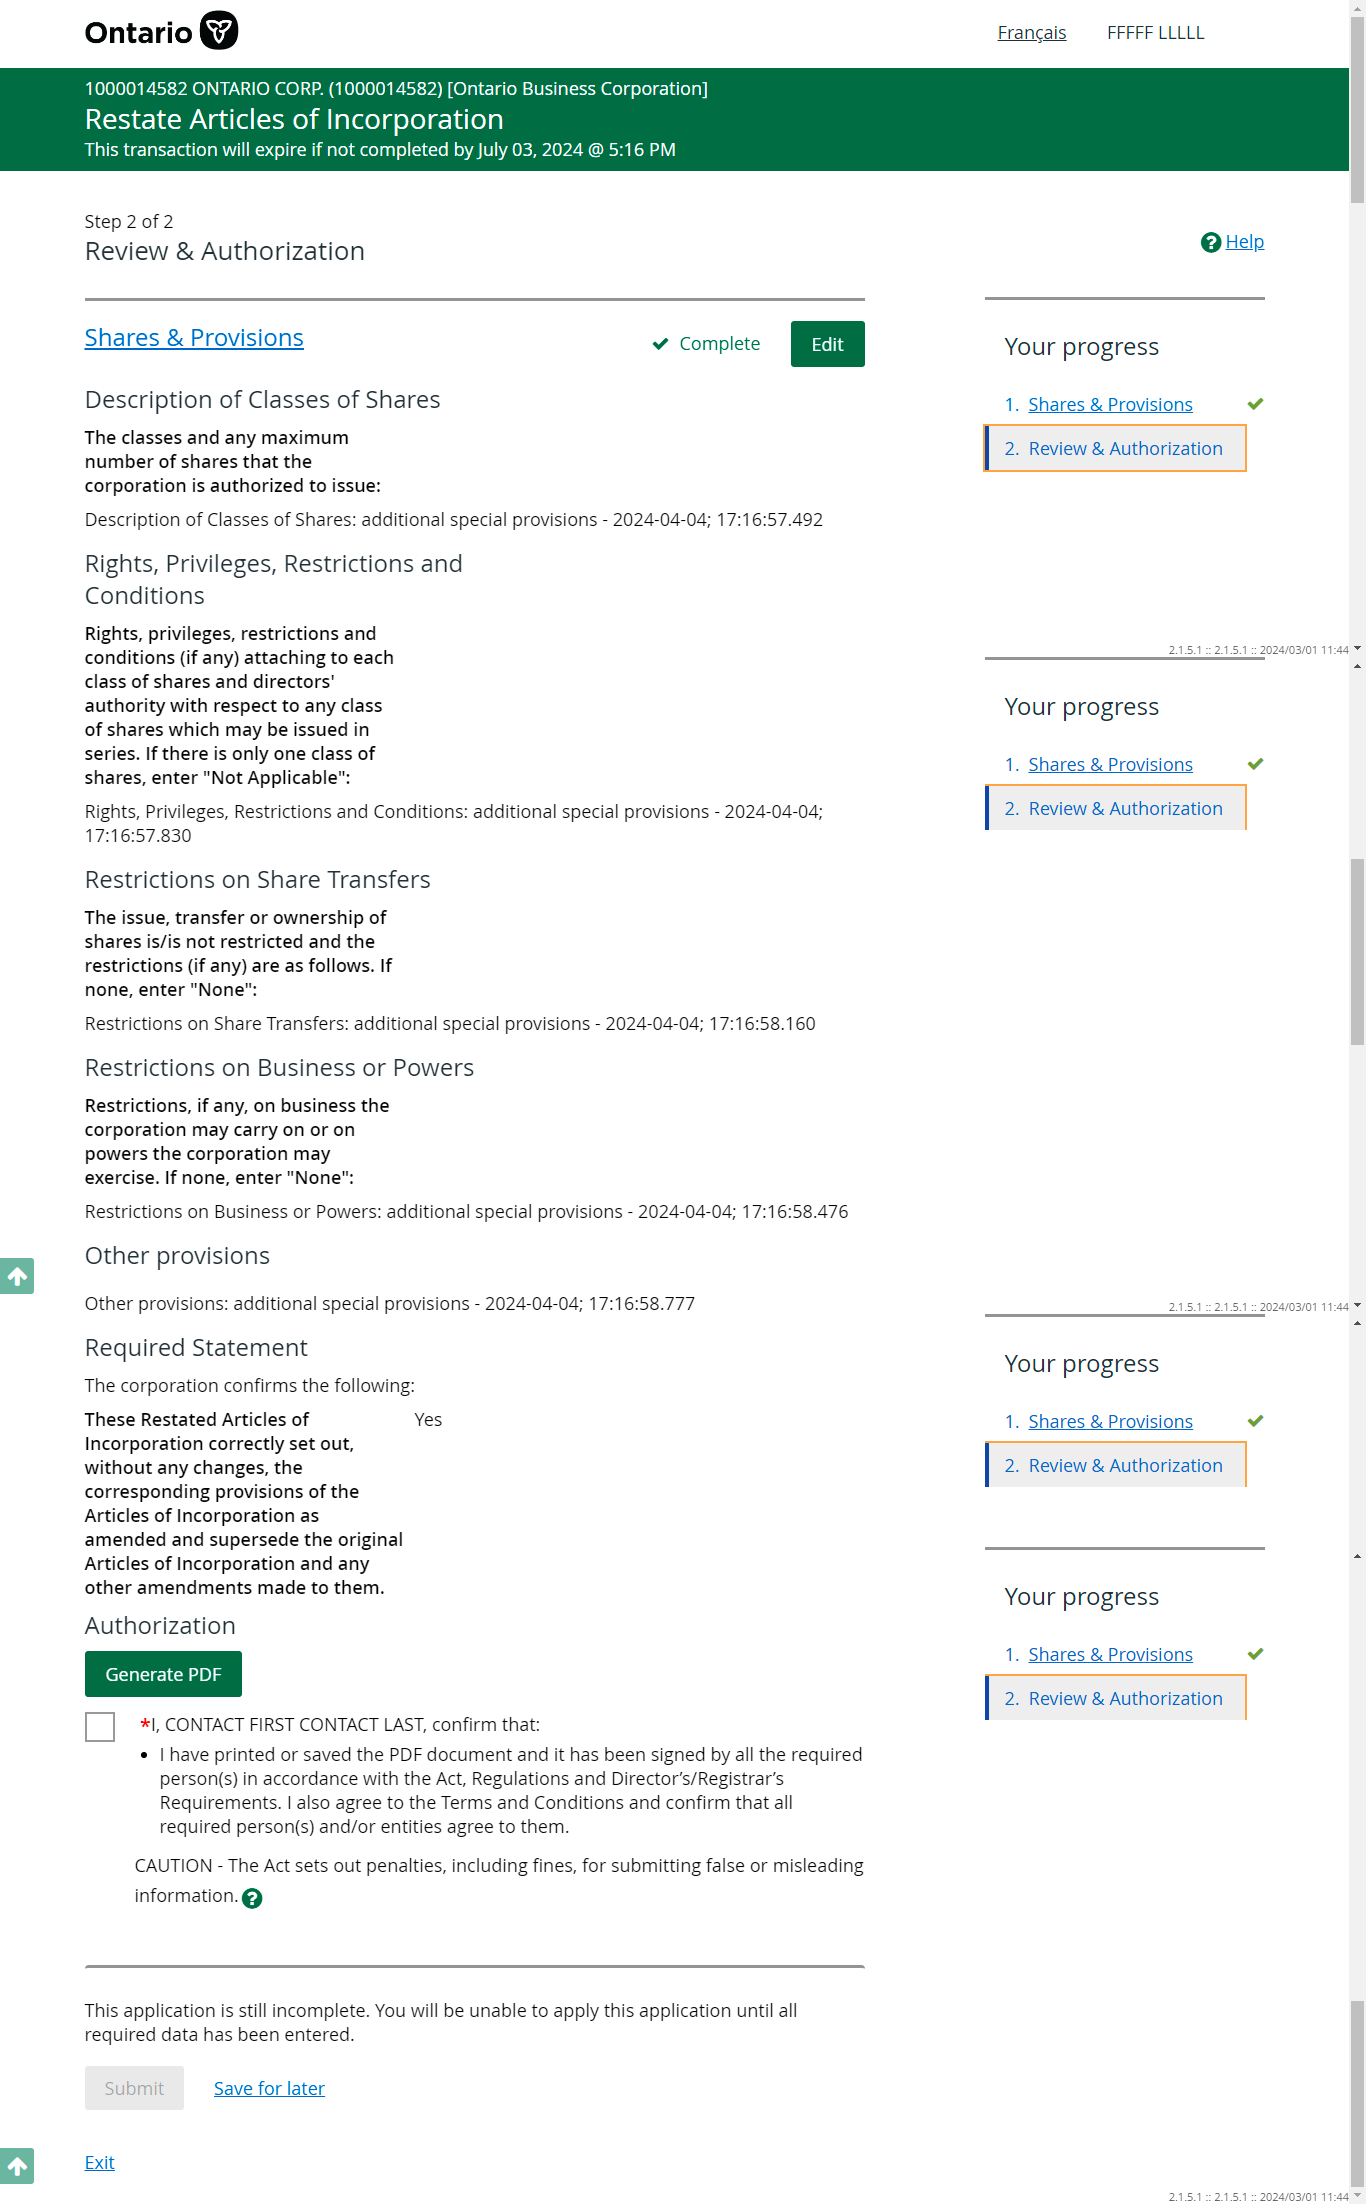 Ontario
Français FFFFF LLLLL
1000014582 ONTARIO CORP. (1000014582) [Ontario Business Corporation]
Restate Articles of Incorporation
This transaction will expire if not completed by July 03, 2024 @ 5:16 PM
Step 2 of 2
Review & Authorization
Help
Shares & Provisions
Complete
Edit
Your progress
1. Shares & Provisions
2. Review & Authorization
Description of Classes of Shares
The classes and any maximum
number of shares that the
corporation is authorized to issue:
Description of Classes of Shares: additional special provisions - 2024-04-04; 17:16:57.492
Rights, Privileges, Restrictions and
Conditions
Rights, privileges, restrictions and
conditions (if any) attaching to each
class of shares and directors'
authority with respect to any class
of shares which may be issued in
series. If there is only one class of
shares, enter "Not Applicable":
2.1.5.1 :: 2.1.5.1 :: 2024/03/01 11:44
Your progress
1. Shares & Provisions
2. Review & Authorization
Rights, Privileges, Restrictions and Conditions: additional special provisions - 2024-04-04;
17:16:57.830
Restrictions on Share Transfers
The issue, transfer or ownership of
shares is/is not restricted and the
restrictions (if any) are as follows. If
none, enter "None":
Restrictions on Share Transfers: additional special provisions - 2024-04-04; 17:16:58.160
Restrictions on Business or Powers
Restrictions, if any, on business the
corporation may carry on or on
powers the corporation may
exercise. If none, enter "None":
Restrictions on Business or Powers: additional special provisions - 2024-04-04; 17:16:58.476
Other provisions
Other provisions: additional special provisions - 2024-04-04; 17:16:58.777
2.1.5.1 :: 2.1.5.1 :: 2024/03/01 11:44
Required Statement
The corporation confirms the following:
These Restated Articles of
Incorporation correctly set out,
without any changes, the
corresponding provisions of the
Articles of Incorporation as
amended and supersede the original
Articles of Incorporation and any
other amendments made to them.
Yes
Your progress
1. Shares & Provisions
2. Review & Authorization
Authorization
Generate PDF
Your progress
1. Shares & Provisions
2. Review & Authorization
*I, CONTACT FIRST CONTACT LAST, confirm that:
• I have printed or saved the PDF document and it has been signed by all the required
person(s) in accordance with the Act, Regulations and Director’s/Registrar’s
Requirements. I also agree to the Terms and Conditions and confirm that all
required person(s) and/or entities agree to them.
CAUTION - The Act sets out penalties, including fines, for submitting false or misleading
information.
This application is still incomplete. You will be unable to apply this application until all
required data has been entered.
Submit Save for later
Exit
2.1.5.1 :: 2.1.5.1 :: 2024/03/01 11:44